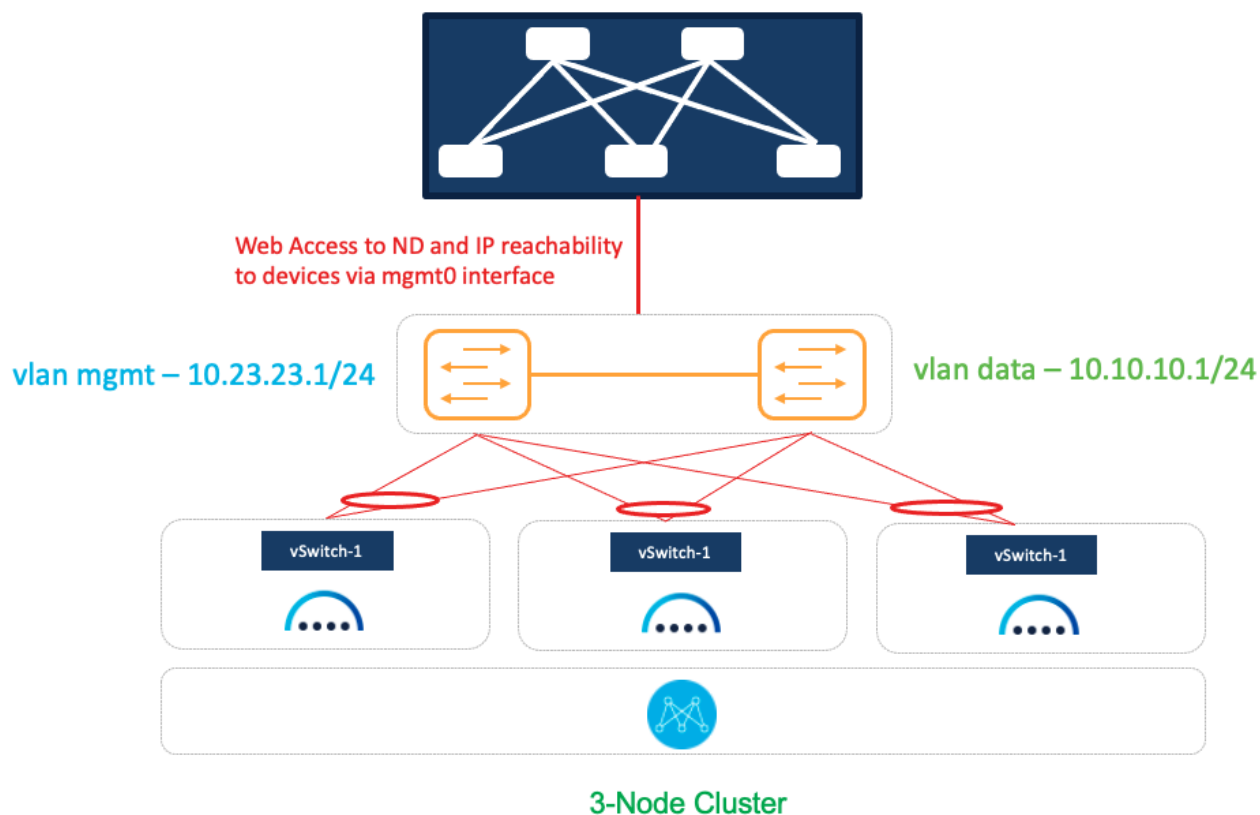 Web Access to ND and IP reachability
to devices via mgmt0 interface
vlan mgmt – 10.23.23.1/24
vlan data – 10.10.10.1/24
vSwitch-1
vSwitch-1
vSwitch-1
3-Node Cluster